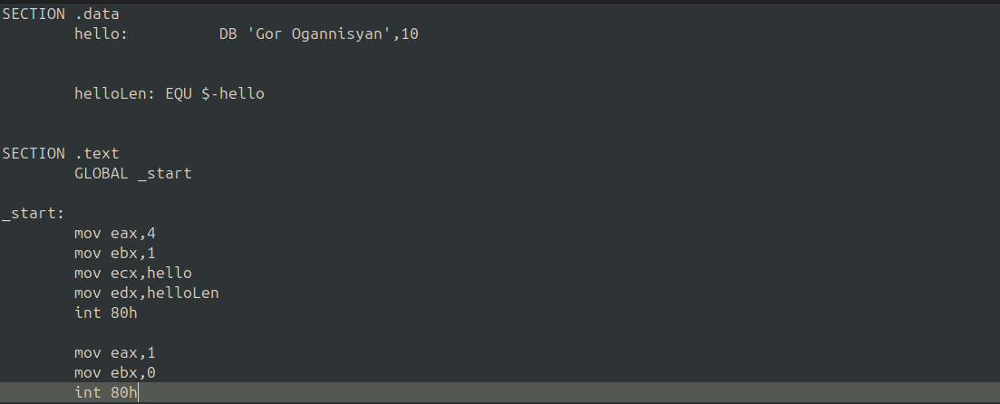 SECTION .data
hello: DB 'Gor Ogannisyan',10
helloLen: EQU $-hello
SECTION .text
GLOBAL _start
_start:
mov eax,4
mov ebx,1
mov ecx,hello
mov edx,helloLen
int 80h
mov eax,1
mov ebx,0
int 80h